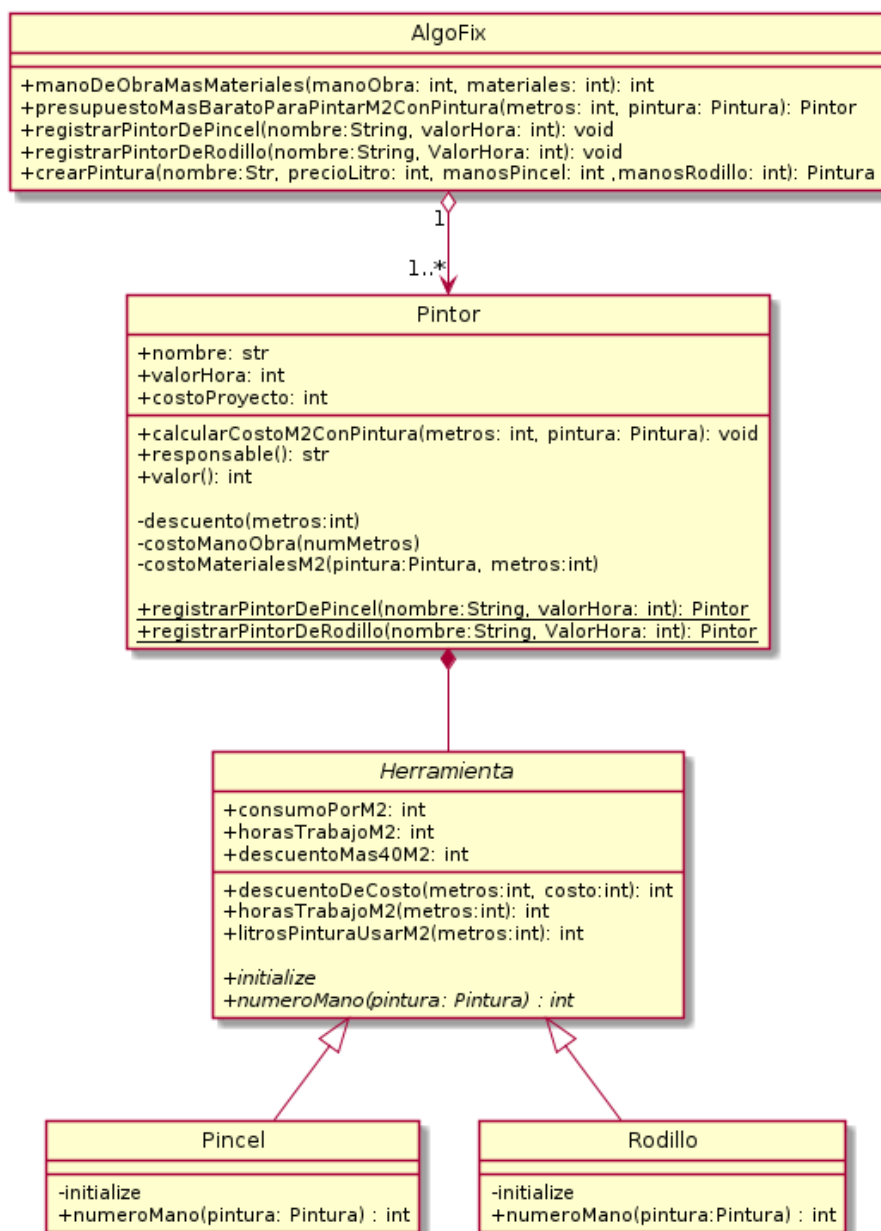 AlgoFix
+manoDeObraMasMateriales(manoObra: int, materiales: int): int
+presupuestoMasBaratoParaPintarM2ConPintura(metros: int, pintura: Pintura): Pintor
+registrarPintorDePincel(nombre:String, valorHora: int): void
+registrarPintorDeRodillo(nombre:String, ValorHora: int): void
+crearPintura(nombre:Str, precioLitro: int, manosPincel: int ,manosRodillo: int): Pintura
1
1..*
Pintor
+nombre: str
+valorHora: int
+costoProyecto: int
+calcularCostoM2ConPintura(metros: int, pintura: Pintura): void
+responsable(): str
+valor(): int
-descuento(metros:int)
-costoManoObra(numMetros)
-costoMaterialesM2(pintura:Pintura, metros:int)
+registrarPintorDePincel(nombre:String, valorHora: int): Pintor
+registrarPintorDeRodillo(nombre:String, ValorHora: int): Pintor
Herramienta
+consumoPorM2: int
+horasTrabajoM2: int
+descuentoMas40M2: int
+descuentoDeCosto(metros:int, costo:int): int
+horasTrabajoM2(metros:int): int
+litrosPinturaUsarM2(metros:int): int
+initialize
+numeroMano(pintura: Pintura) : int
Pincel
-initialize
+numeroMano(pintura: Pintura) : int
Rodillo
-initialize
+numeroMano(pintura:Pintura) : int